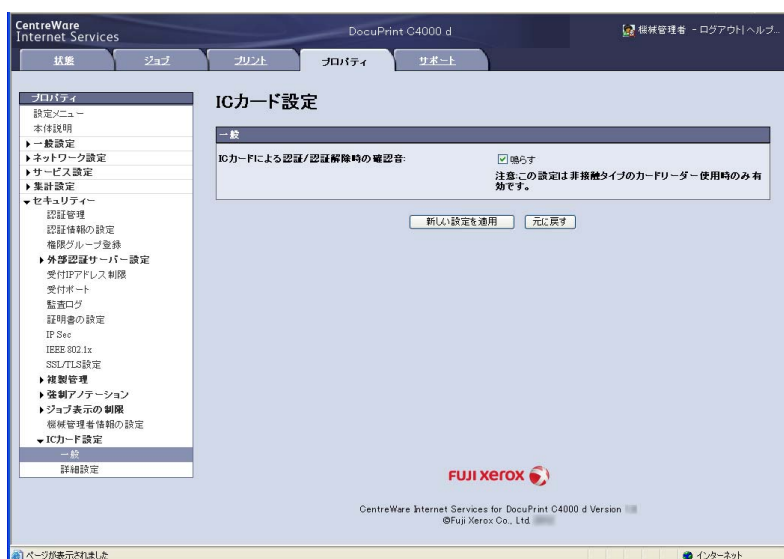 CentreWare
Internet Services
DocuPrint C4000 d
機械管理者 - ログアウト| ヘルプ...
状態
ジョブ
プリント
プロパティ
サポート
プロパティ
設定メニュー
本体説明
一般設定
ネットワーク設定
サービス設定
集計設定
セキュリティー
認証管理
認証情報の設定
権限グループ登録
外部認証サーバー設定
受付IPアドレス制限
受付ポート
監査ログ
証明書の設定
IP Sec
IEEE 802.1x
SSL/TLS設定
複製管理
強制アノテーション
ジョブ表示の制限
機械管理者情報の設定
ICカード設定
一般
詳細設定
ICカード設定
一般
ICカードによる認証/認証解除時の確認音:
鳴らす
注意:この設定は非接触タイプのカードリーダー使用時のみ有
効です。
新しい設定を適用
元に戻す
FUJI XEROX
CentreWare Internet Services for DocuPrint C4000 d Version
©Fuji Xerox Co., Ltd
ページが表示されました
インターネット